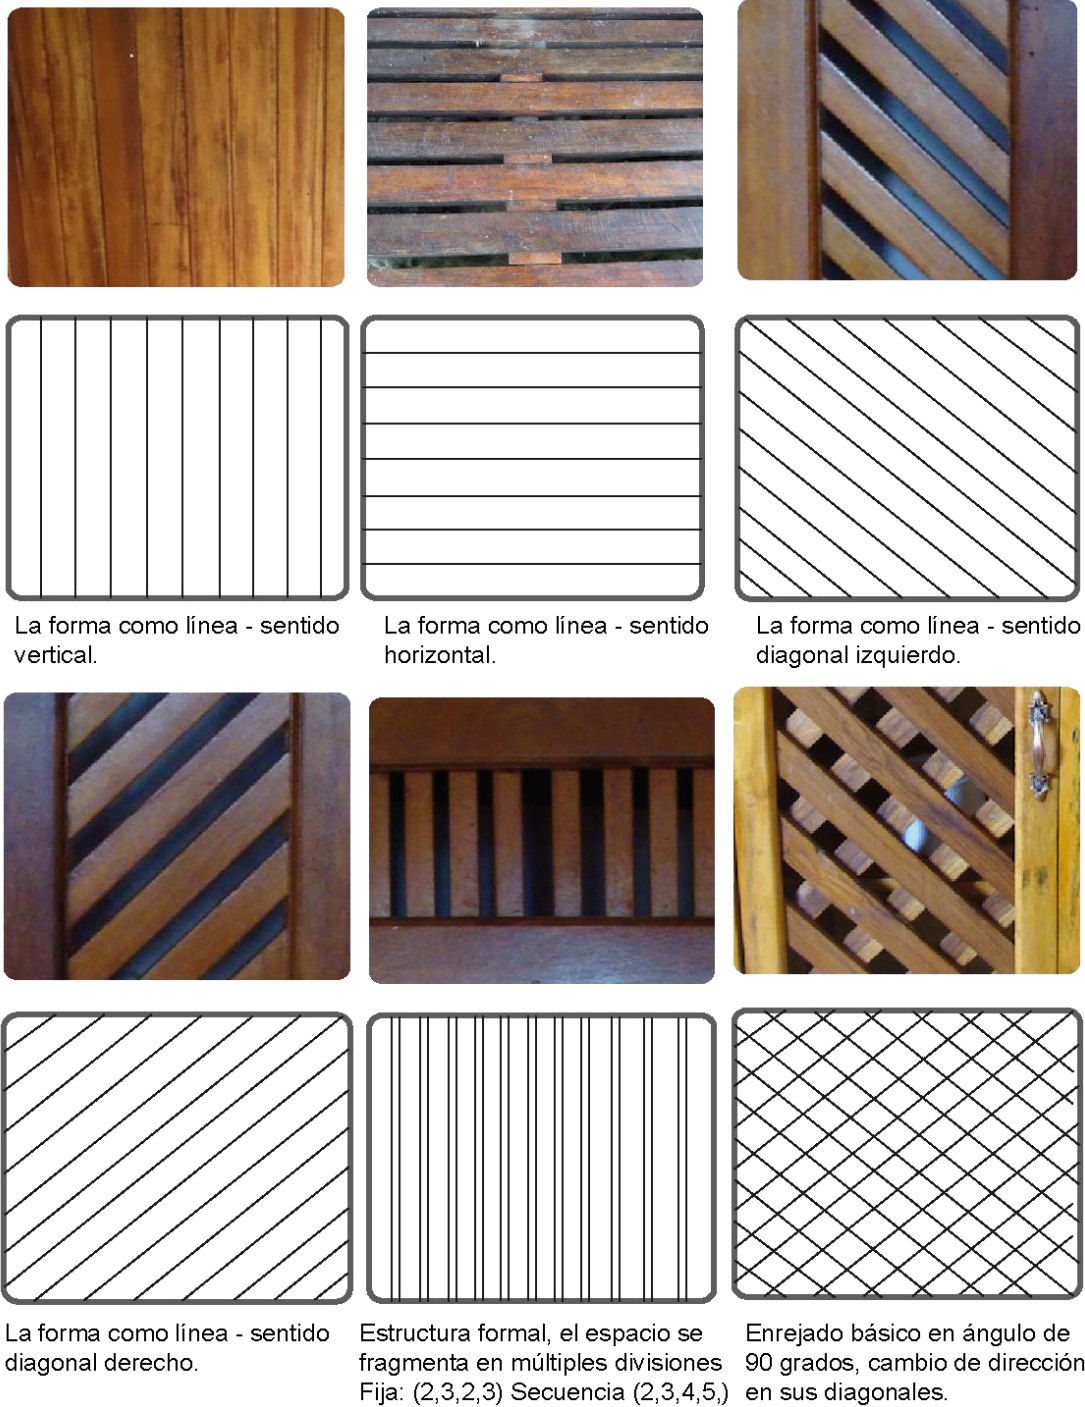 La forma como línea - sentido
vertical.
La forma como línea - sentido
horizontal.
La forma como línea - sentido
diagonal izquierdo.
La forma como línea - sentido
diagonal derecho.
Estructura formal, el espacio se
fragmenta en múltiples divisiones
Fija: (2,3,2,3) Secuencia (2,3,4,5,)
Enrejado básico en ángulo de
90 grados, cambio de dirección
en sus diagonales.